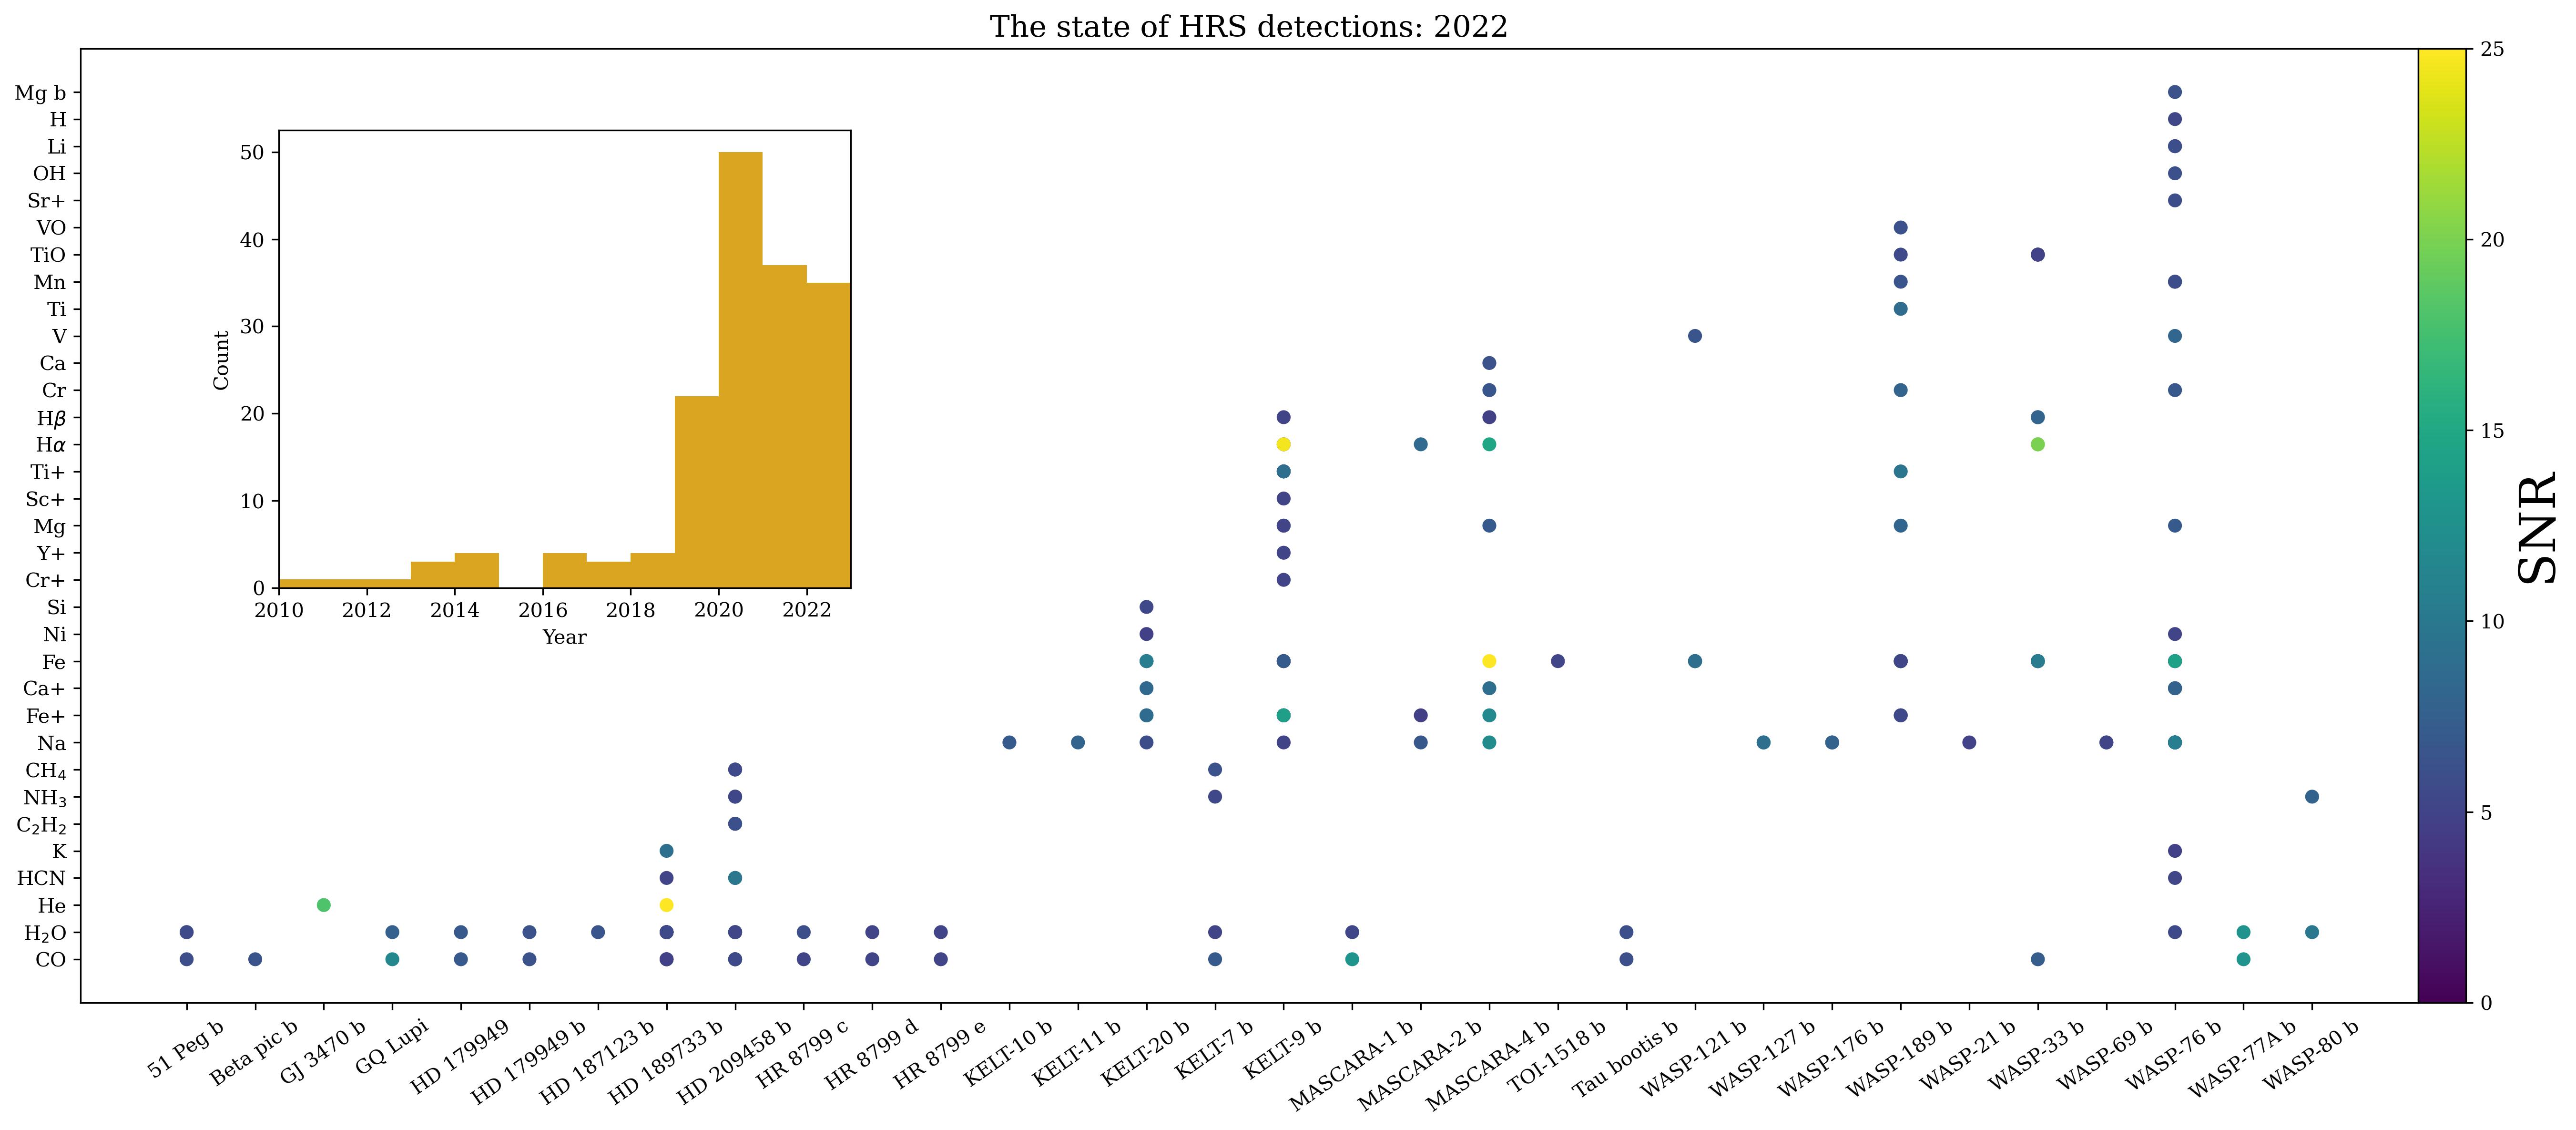 The state of HRS detections: 2022
Mg b
H
Li
OH
Sr+
VO
TiO
Mn
Ti
V
Ca
Cr
Hβ
Hα
Ti+
Sc+
Mg
Y+
Cr+
Si
Ni
Fe
Ca+
Fe+
Na
CH₄
NH₃
C₂H₂
K
HCN
He
H₂O
CO
50
40
30
20
10
0
Count
2010 2012 2014 2016 2018 2020 2022
Year
51 Peg b
Beta pic b
GJ 3470 b
GQ Lupi
HD 179949
HD 179949 b
HD 187123 b
HD 189733 b
HD 209458 b
HR 8799 c
HR 8799 d
HR 8799 e
KELT-10 b
KELT-11 b
KELT-20 b
KELT-7 b
KELT-9 b
MASCARA-1 b
MASCARA-2 b
MASCARA-4 b
TOI-1518 b
Tau bootis b
WASP-121 b
WASP-127 b
WASP-176 b
WASP-189 b
WASP-21 b
WASP-33 b
WASP-69 b
WASP-76 b
WASP-77A b
WASP-80 b
25
20
15
10
5
0
SNR